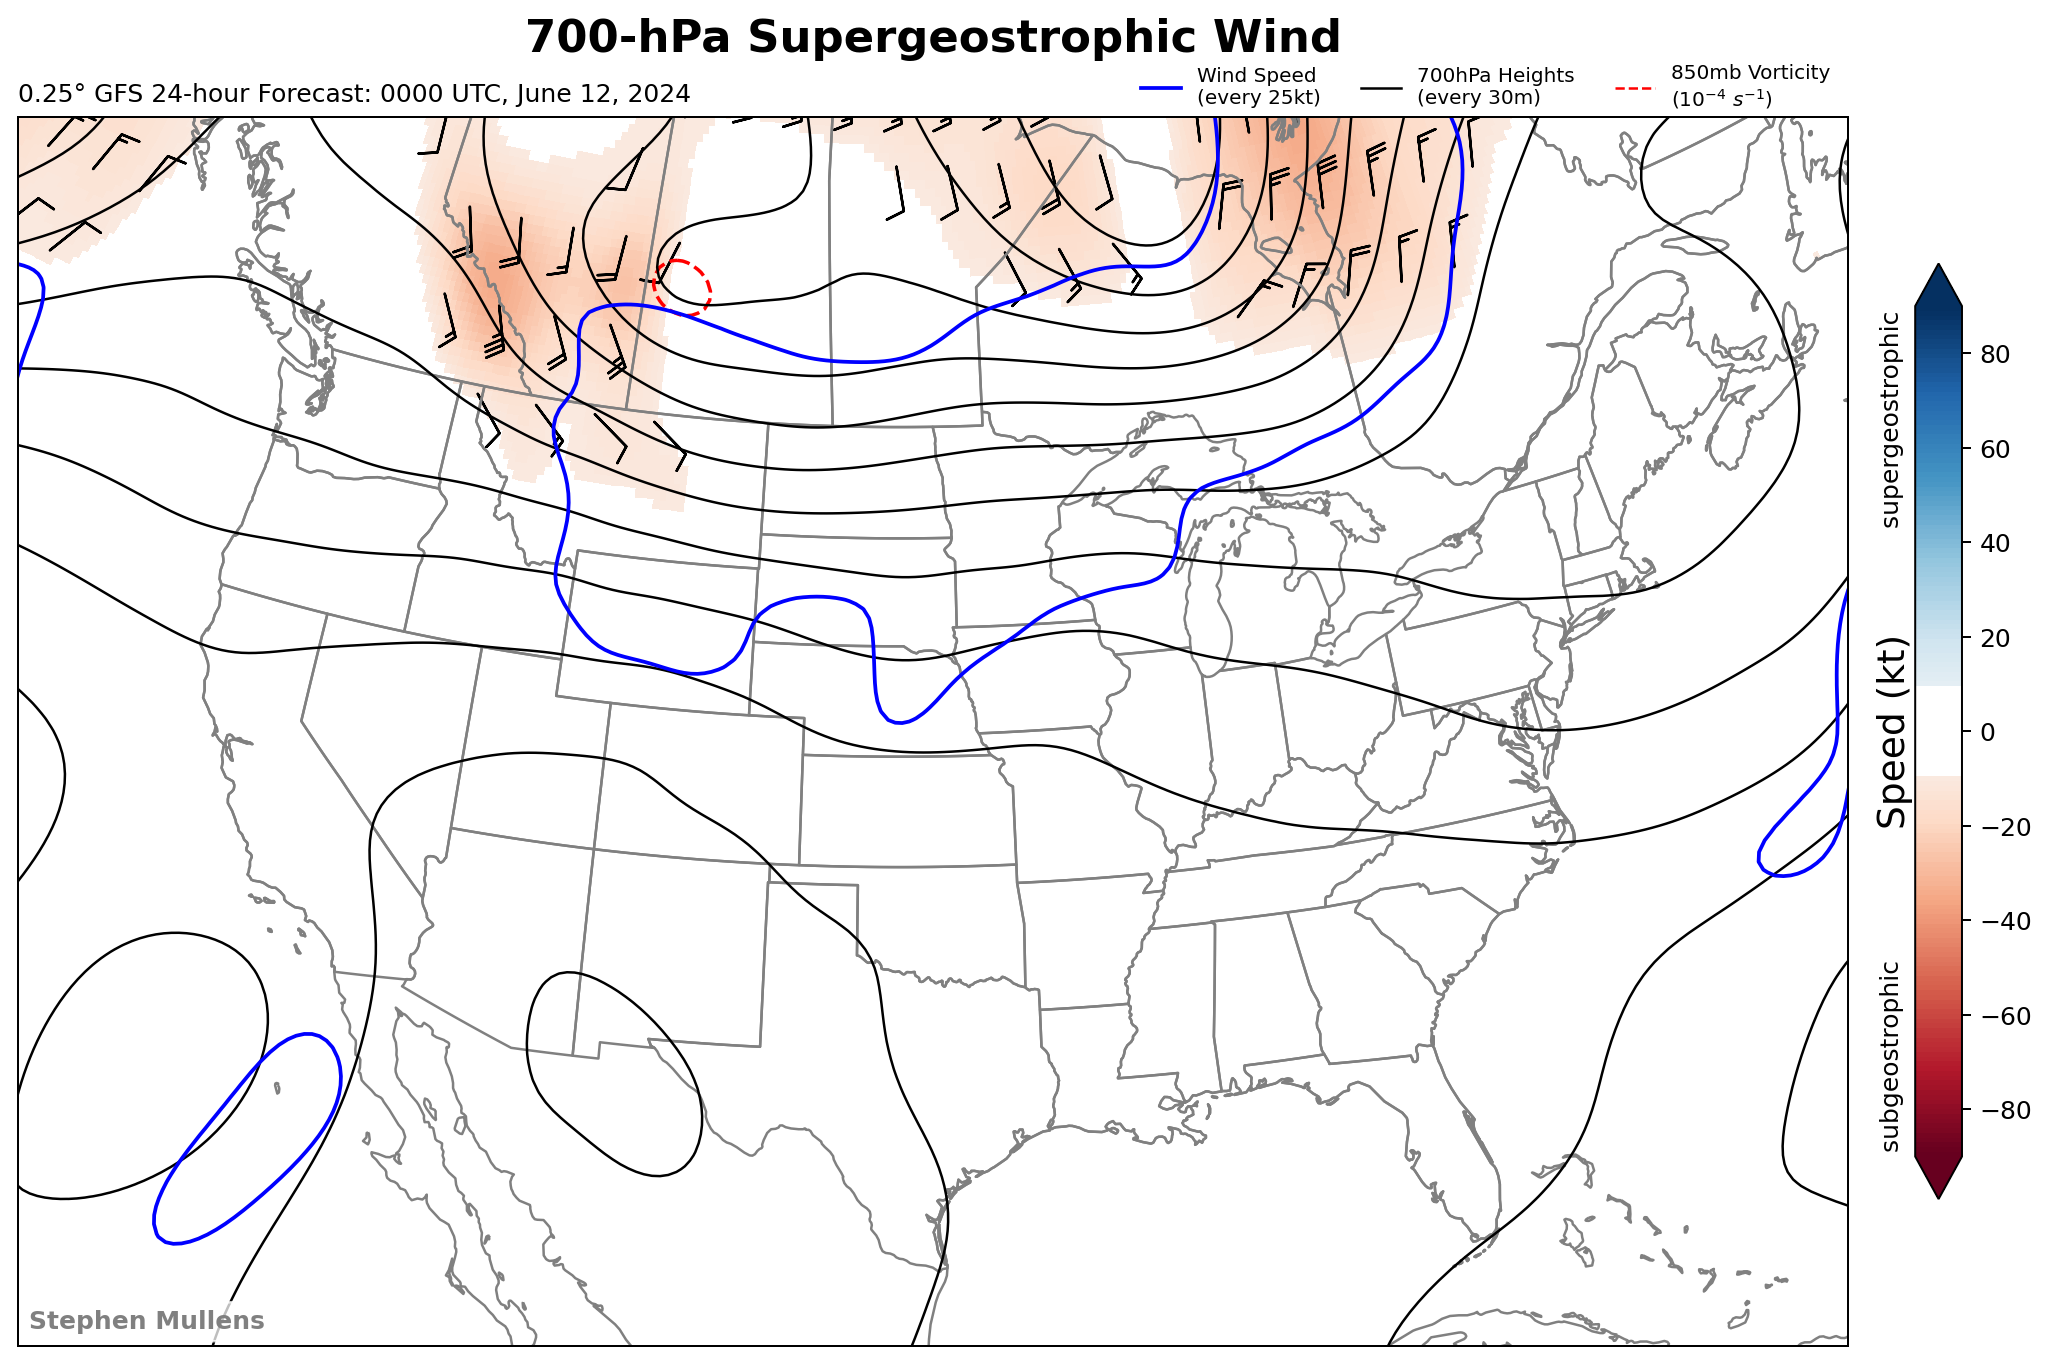 700-hPa Supergeostrophic Wind
0.25° GFS 24-hour Forecast: 0000 UTC, June 12, 2024
Wind Speed
(every 25kt)
700hPa Heights
(every 30m)
850mb Vorticity
(10⁻⁴ s⁻¹)
supergeostrophic
Speed (kt)
subgeostrophic
80
60
40
20
0
−20
−40
−60
−80
Stephen Mullens